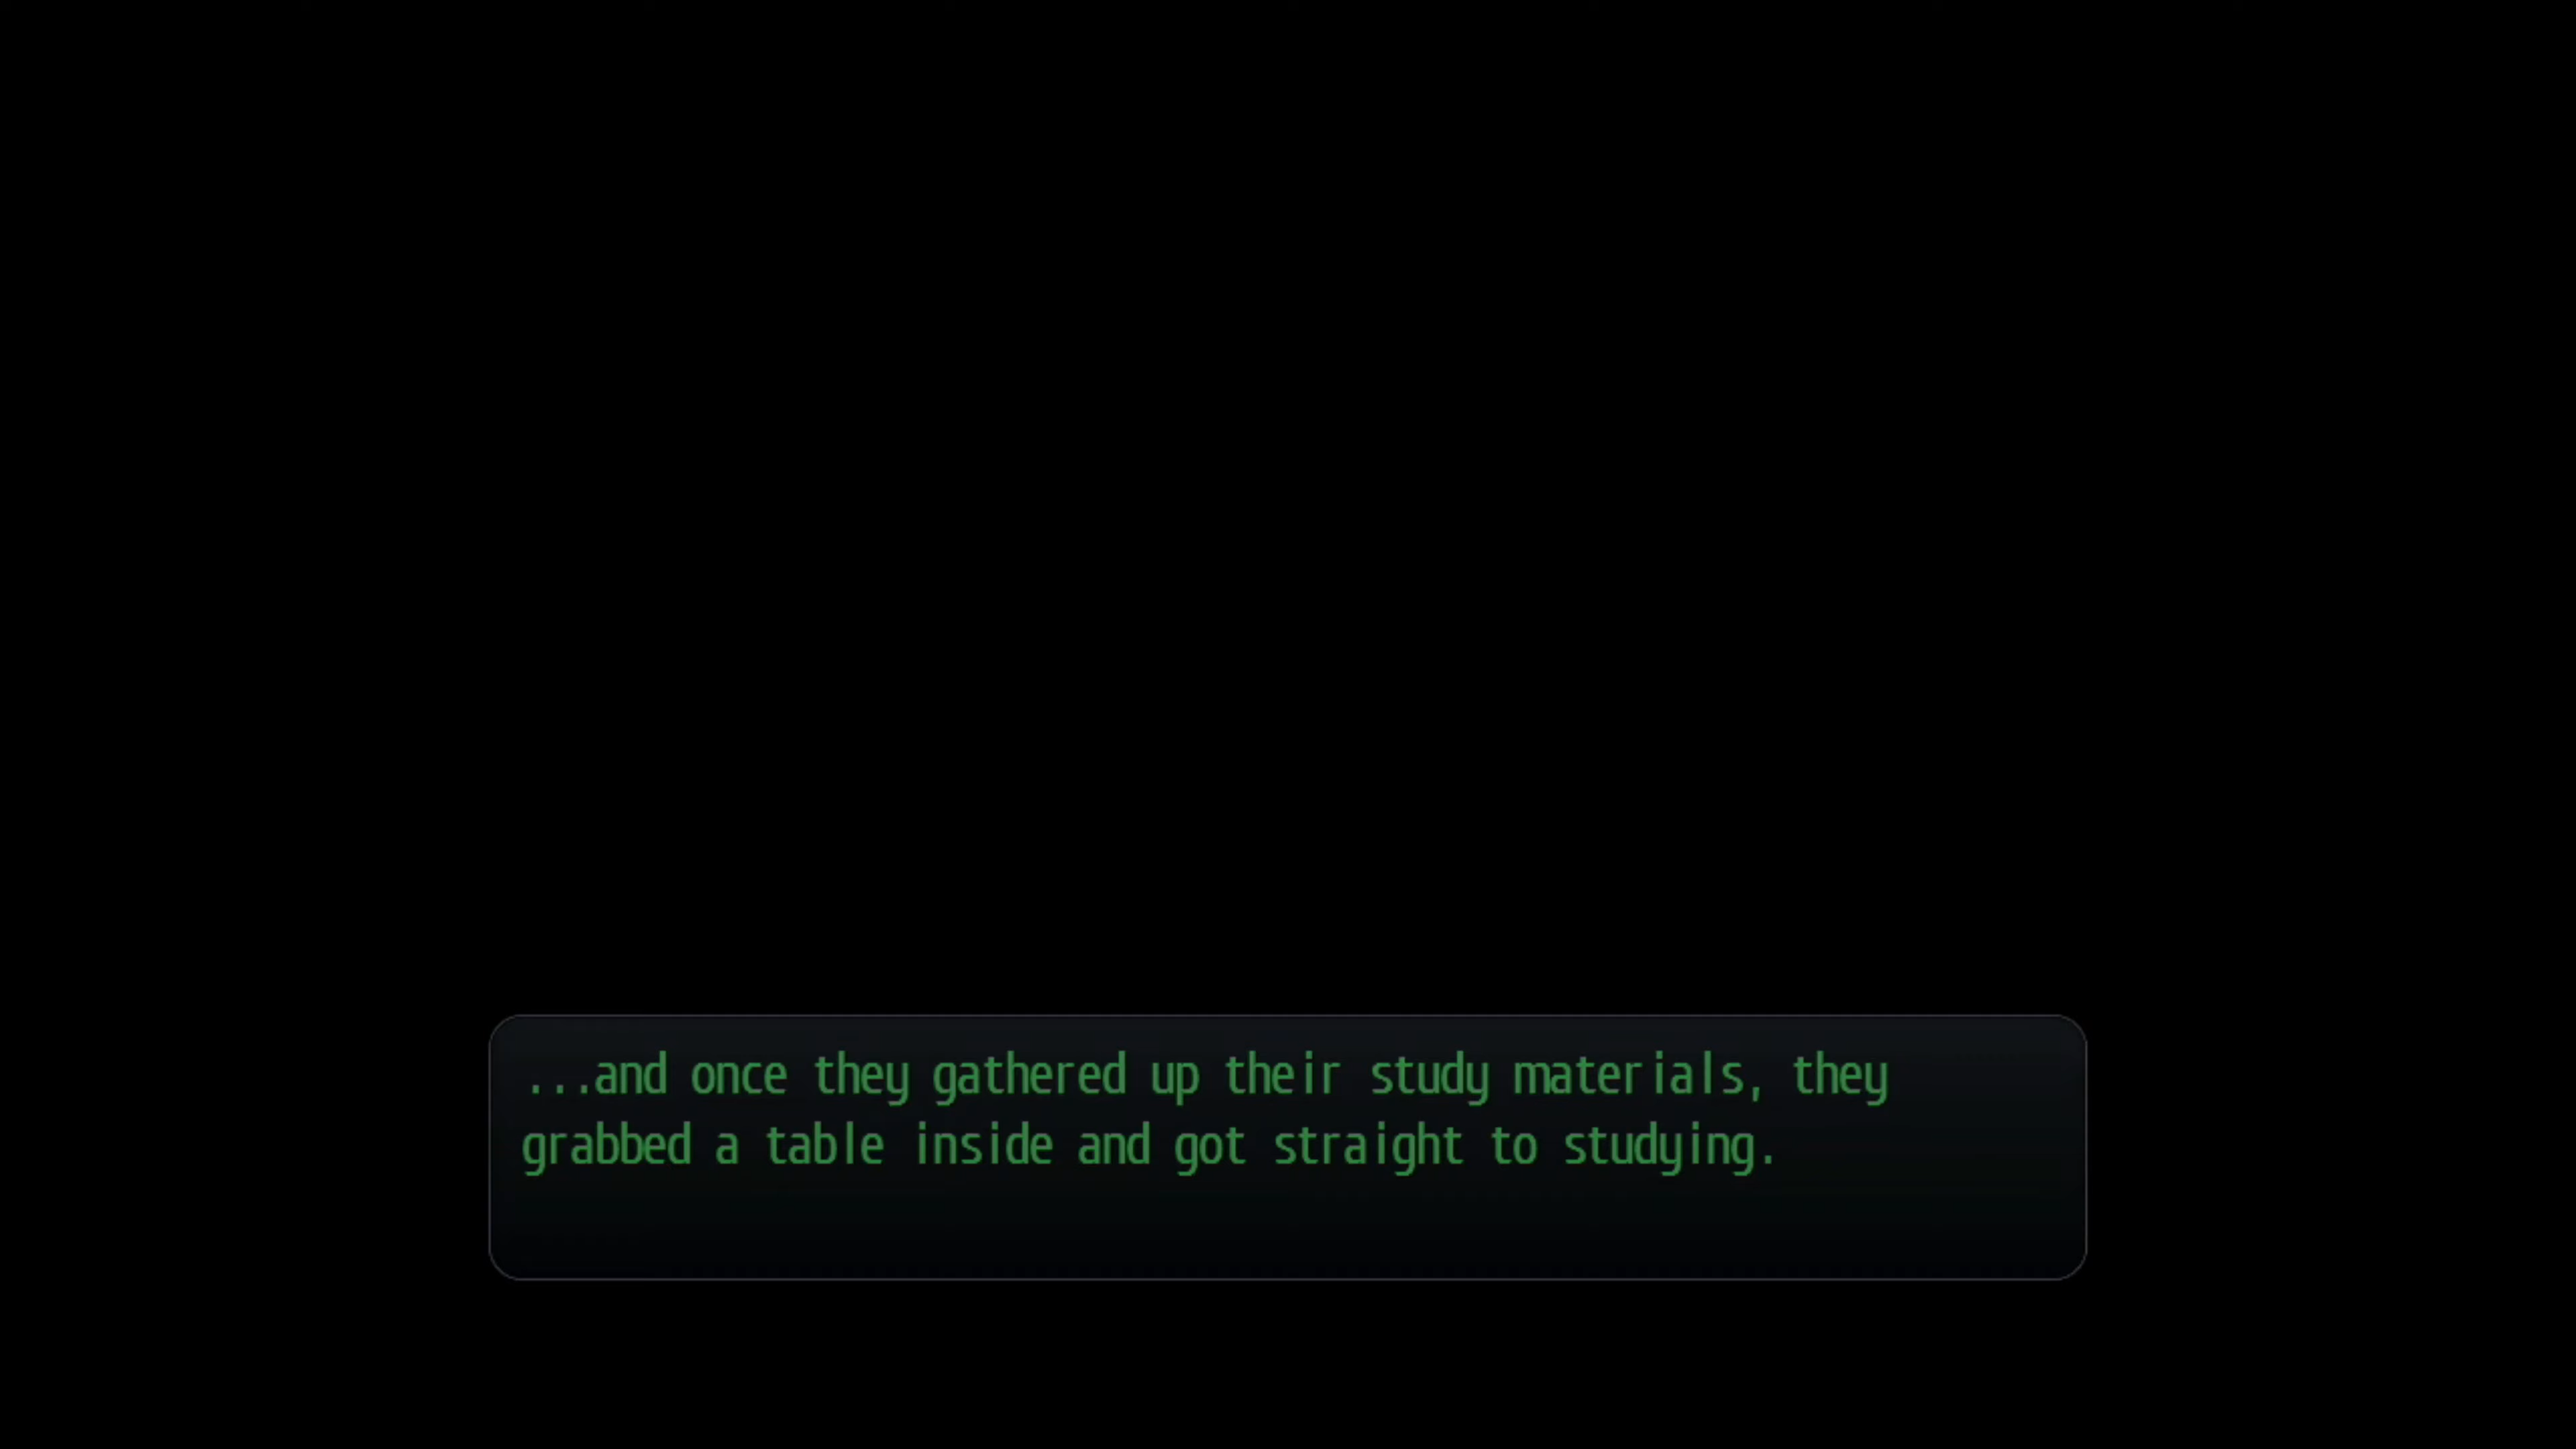 ...and once they gathered up their study materials, they
grabbed a table inside and got straight to studying.